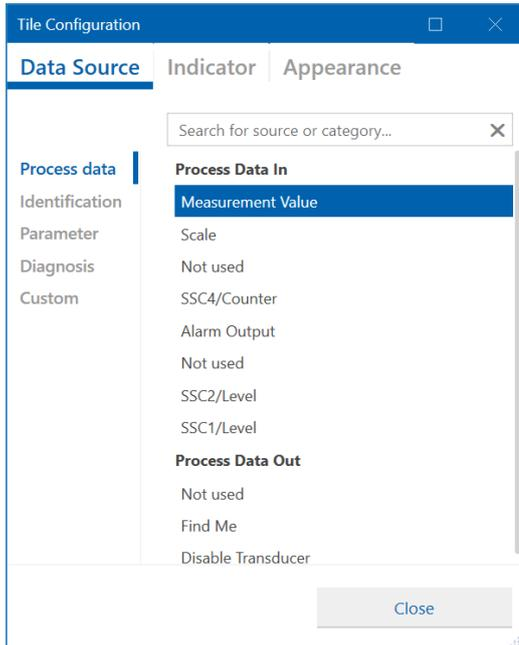 Tile Configuration
Data Source Indicator Appearance
Search for source or category...
Process data
Identification
Parameter
Diagnosis
Custom
Process Data In
Measurement Value
Scale
Not used
SSC4/Counter
Alarm Output
Not used
SSC2/Level
SSC1/Level
Process Data Out
Not used
Find Me
Disable Transducer
Close